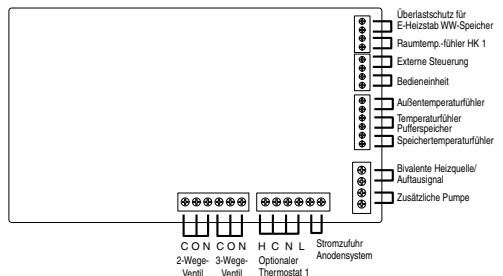 Überlastschutz für
E-Heizstab WW-Speicher
Raumtemp.-fühler HK 1
Externe Steuerung
Bedieneinheit
Außentemperaturfühler
Temperaturfühler
Pufferspeicher
Speichertemperaturfühler
Bivalente Heizquelle/
Auftausignal
Zusätzliche Pumpe
C O N C O N H C N L
2-Wege-Ventil
3-Wege-Ventil
Optionaler
Thermostat 1
Stromzufuhr
Anodensystem